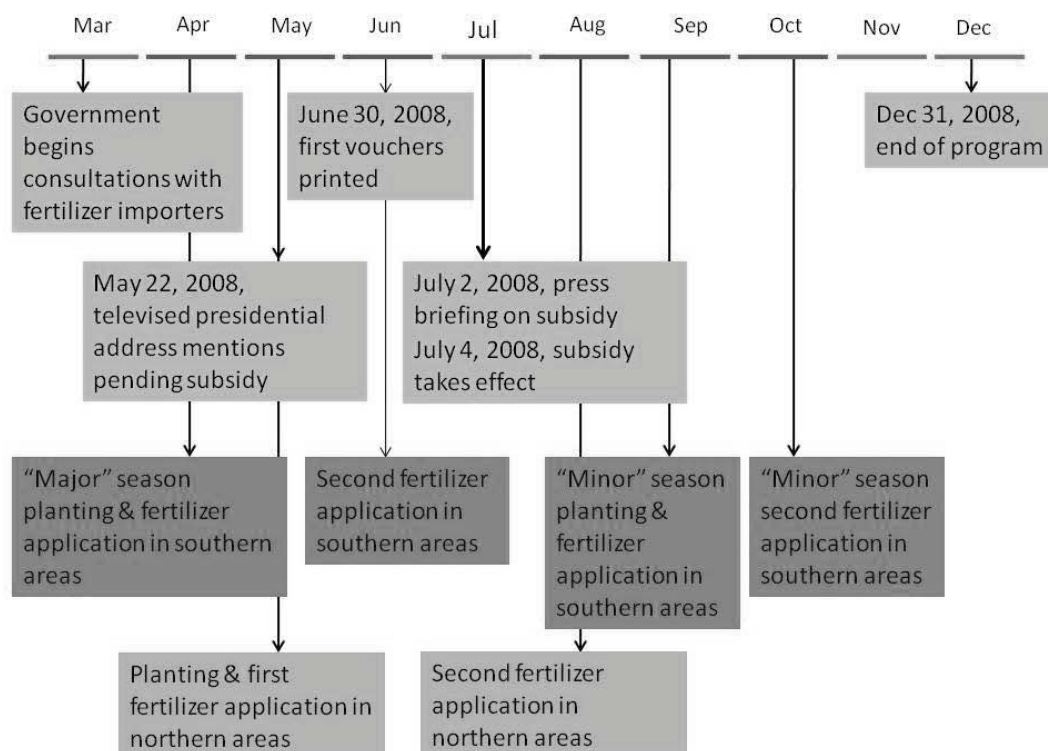 Mar Apr May Jun Jul Aug Sep Oct Nov Dec
Government
begins
consultations with
fertilizer importers
June 30, 2008,
first vouchers
printed
Dec 31, 2008,
end of program
May 22, 2008,
televised presidential
address mentions
pending subsidy
July 2, 2008, press
briefing on subsidy
July 4, 2008, subsidy
takes effect
“Major” season
planting & fertilizer
application in southern
areas
Second fertilizer
application in
southern areas
“Minor” season
planting &
fertilizer
application in
southern areas
“Minor” season
second fertilizer
application in
southern areas
Planting & first
fertilizer application in
northern areas
Second fertilizer
application in
northern areas